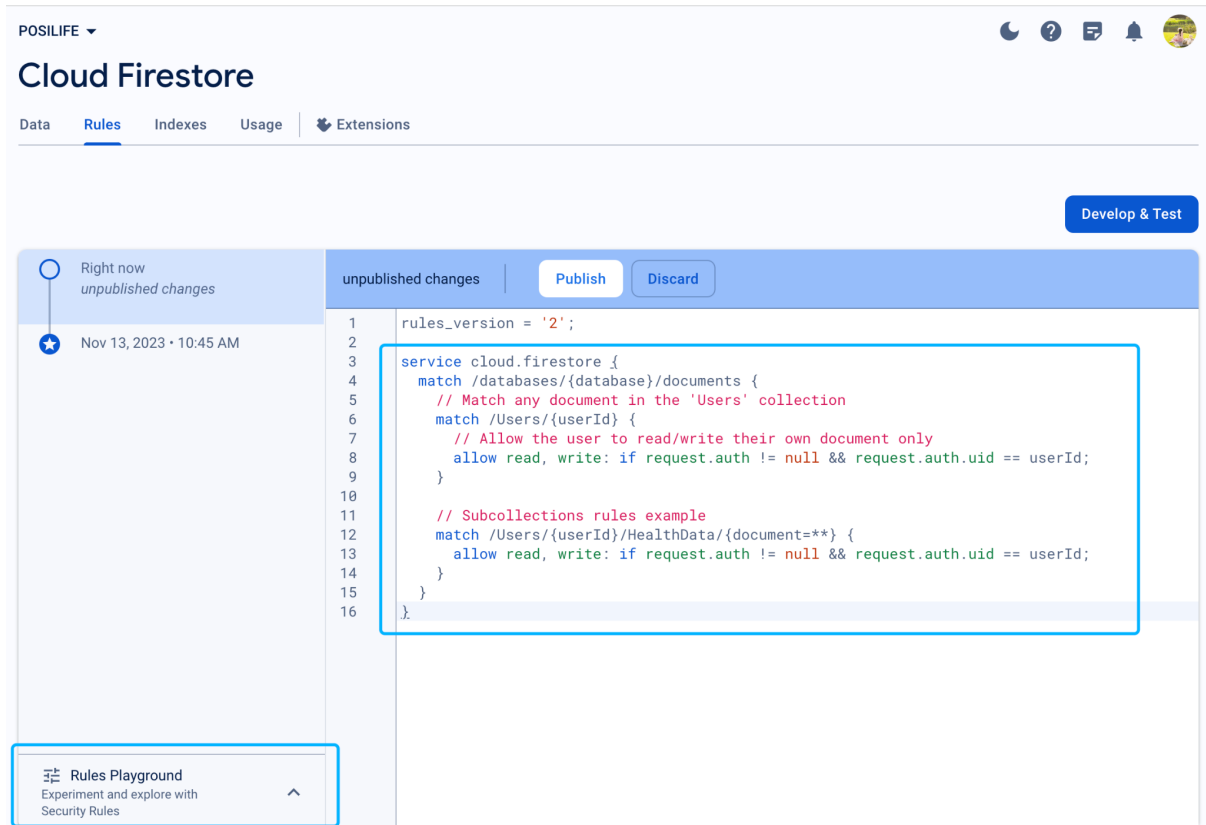 POSILIFE
Cloud Firestore
Data Rules Indexes Usage Extensions
Develop & Test
Right now
unpublished changes
Nov 13, 2023 • 10:45 AM
unpublished changes Publish Discard
1 rules_version = '2';
2
3 service cloud.firestore {
4 match /databases/{database}/documents {
5 // Match any document in the 'Users' collection
6 match /Users/{userId} {
7 // Allow the user to read/write their own document only
8 allow read, write: if request.auth != null && request.auth.uid == userId;
9 }
10
11 // Subcollections rules example
12 match /Users/{userId}/HealthData/{document=**} {
13 allow read, write: if request.auth != null && request.auth.uid == userId;
14 }
15 }
16 }
Rules Playground
Experiment and explore with
Security Rules